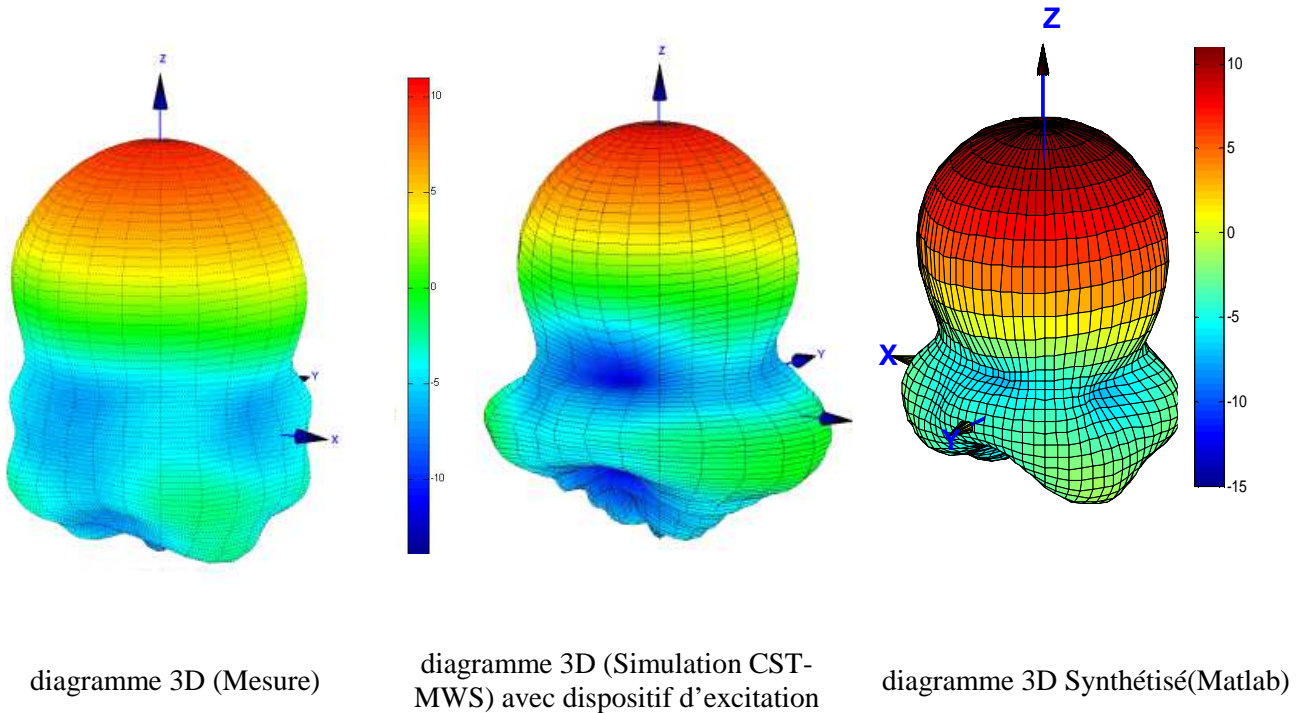 Z
Z
Z
10
5
0
-5
-10
Y
X
Y
10
5
0
-5
-10
-15
X
Y
diagramme 3D (Mesure)
diagramme 3D (Simulation CST-
MWS) avec dispositif d’excitation
diagramme 3D Synthétisé(Matlab)